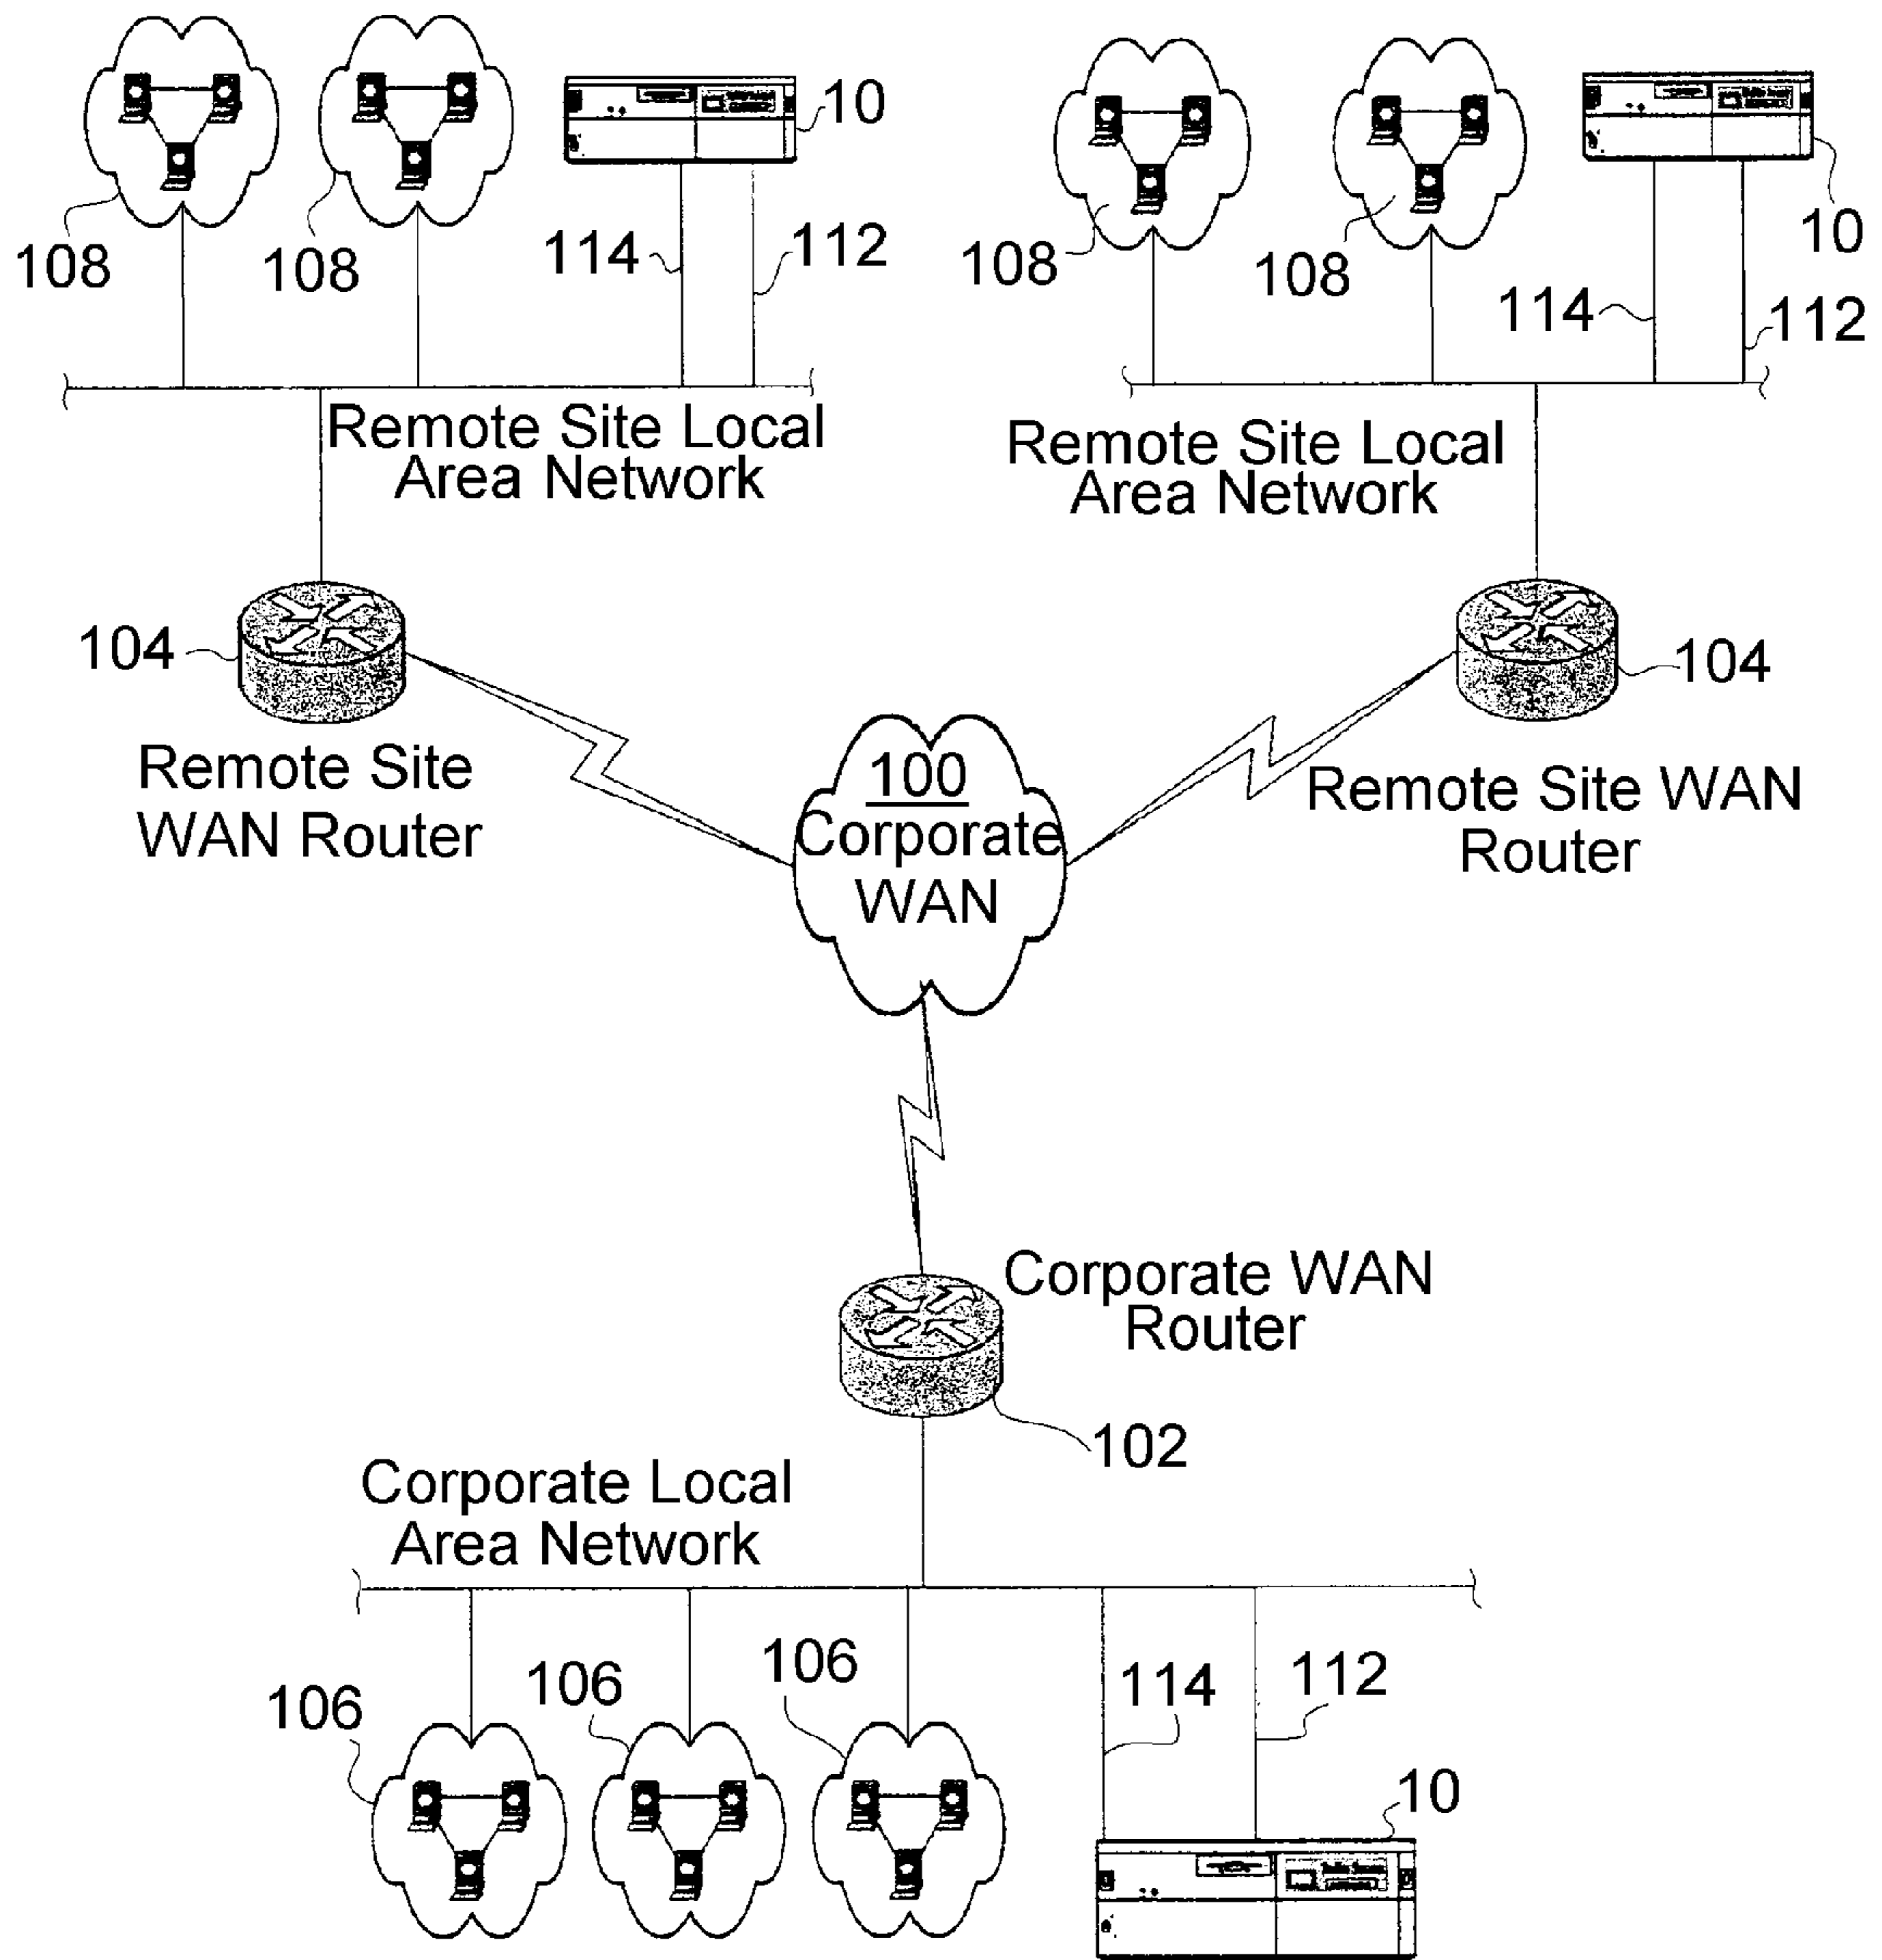 10
10
108
108
114
112
108
108
114
112
Remote Site Local
Area Network
Remote Site Local
Area Network
104
104
Remote Site
WAN Router
100
Corporate
WAN
Remote Site WAN
Router
Corporate WAN
Router
102
Corporate Local
Area Network
106
106
106
114
112
10